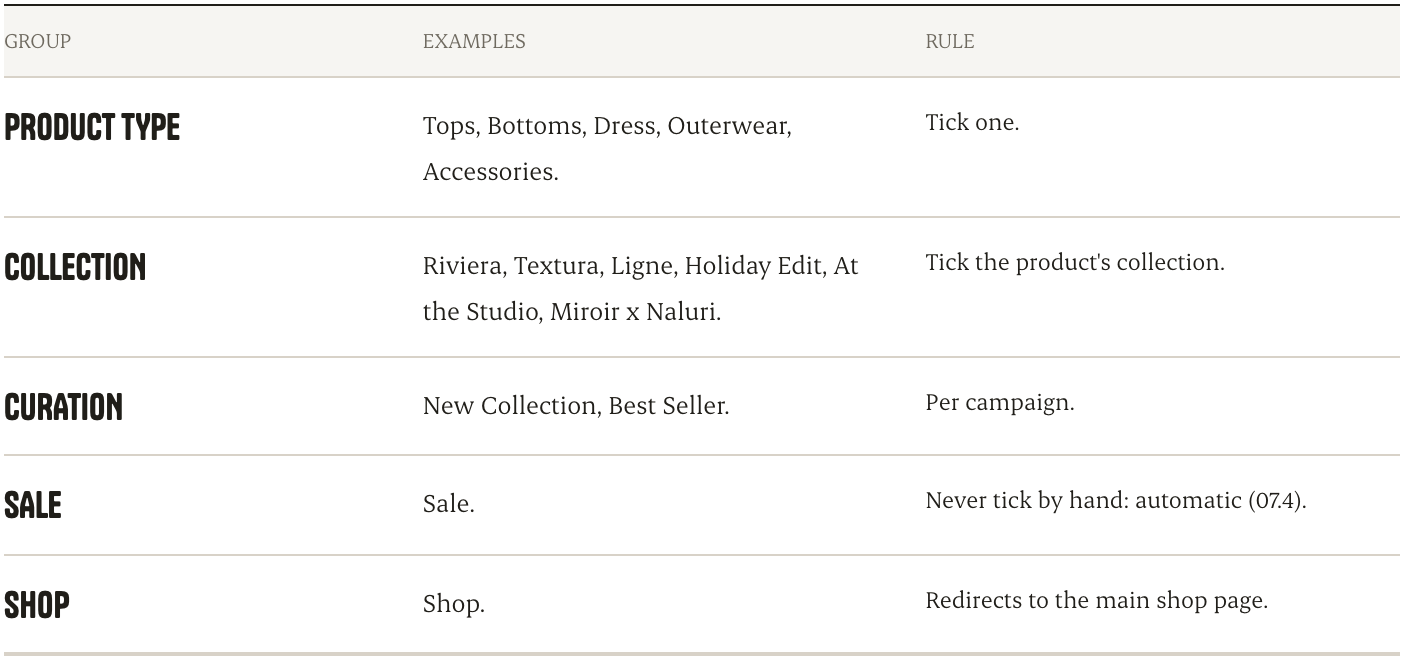 GROUP EXAMPLES RULE
PRODUCT TYPE Tops, Bottoms, Dress, Outerwear, Tick one.
Accessories.
COLLECTION Riviera, Textura, Ligne, Holiday Edit, At Tick the product's collection.
the Studio, Miroir x Naluri.
CURATION New Collection, Best Seller. Per campaign.
SALE Sale. Never tick by hand: automatic (07.4).
SHOP Shop. Redirects to the main shop page.